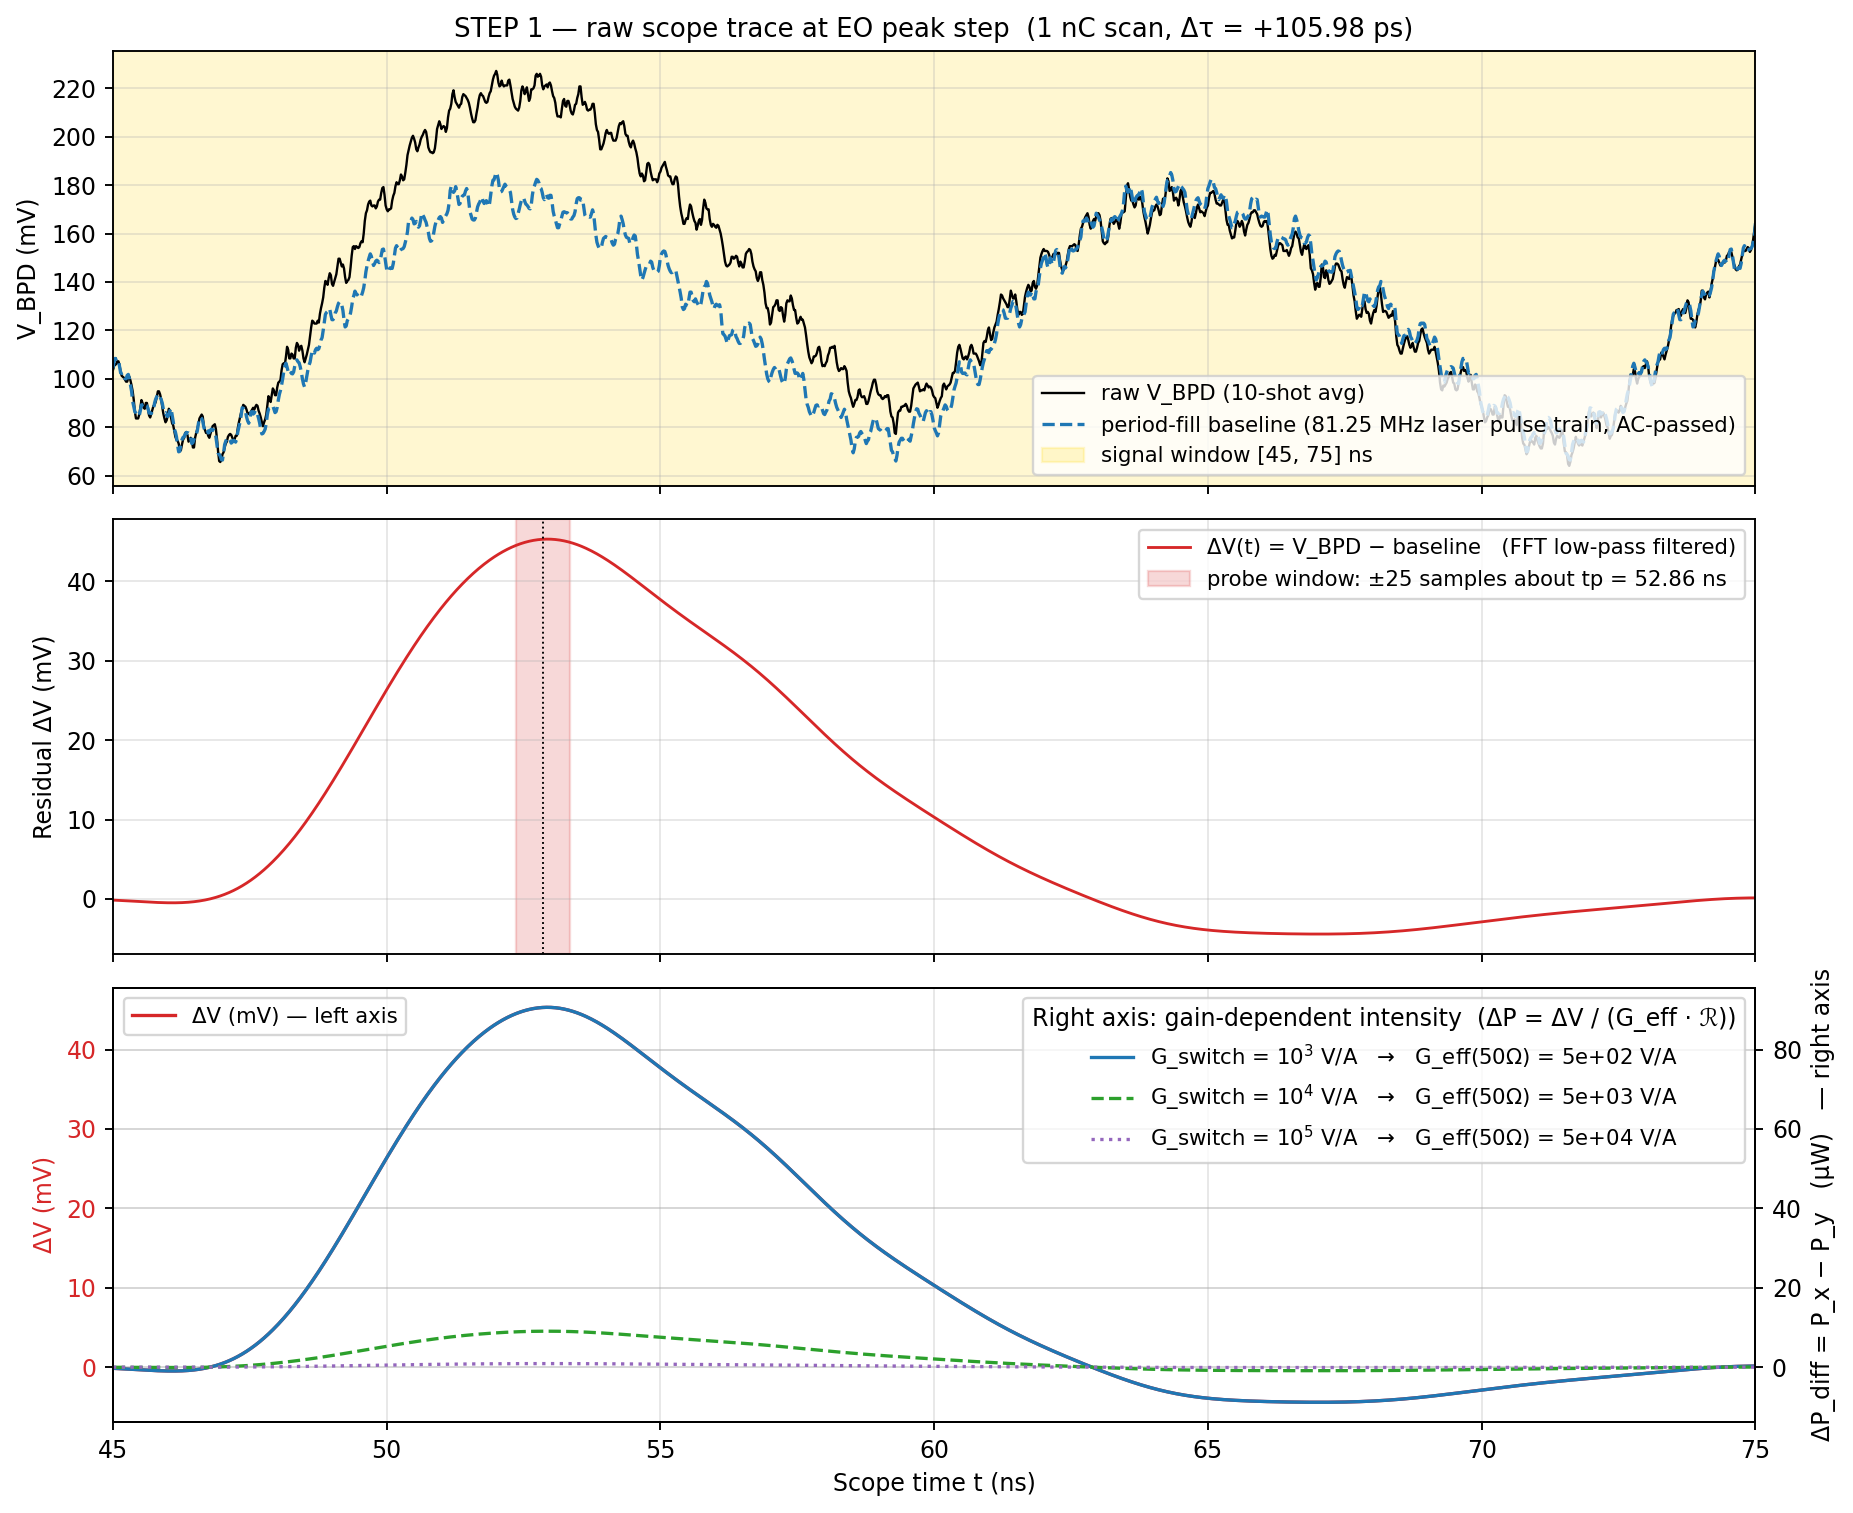 STEP 1 — raw scope trace at EO peak step  (1 nC scan, Δτ = +105.98 ps)
V_BPD (mV)
220
200
180
160
140
120
100
80
60
raw V_BPD (10-shot avg)
period-fill baseline (81.25 MHz laser pulse train, AC-passed)
signal window [45, 75] ns
Residual ΔV (mV)
40
30
20
10
0
ΔV(t) = V_BPD − baseline   (FFT low-pass filtered)
probe window: ±25 samples about tp = 52.86 ns
ΔV (mV)
40
30
20
10
0
ΔV (mV) — left axis
Right axis: gain-dependent intensity  (ΔP = ΔV / (G_eff · ℛ))
G_switch = 10³ V/A   →   G_eff(50Ω) = 5e+02 V/A
G_switch = 10⁴ V/A   →   G_eff(50Ω) = 5e+03 V/A
G_switch = 10⁵ V/A   →   G_eff(50Ω) = 5e+04 V/A
80
60
40
20
0
ΔP_diff = P_x − P_y   (µW)   — right axis
45
50
55
60
65
70
75
Scope time t (ns)